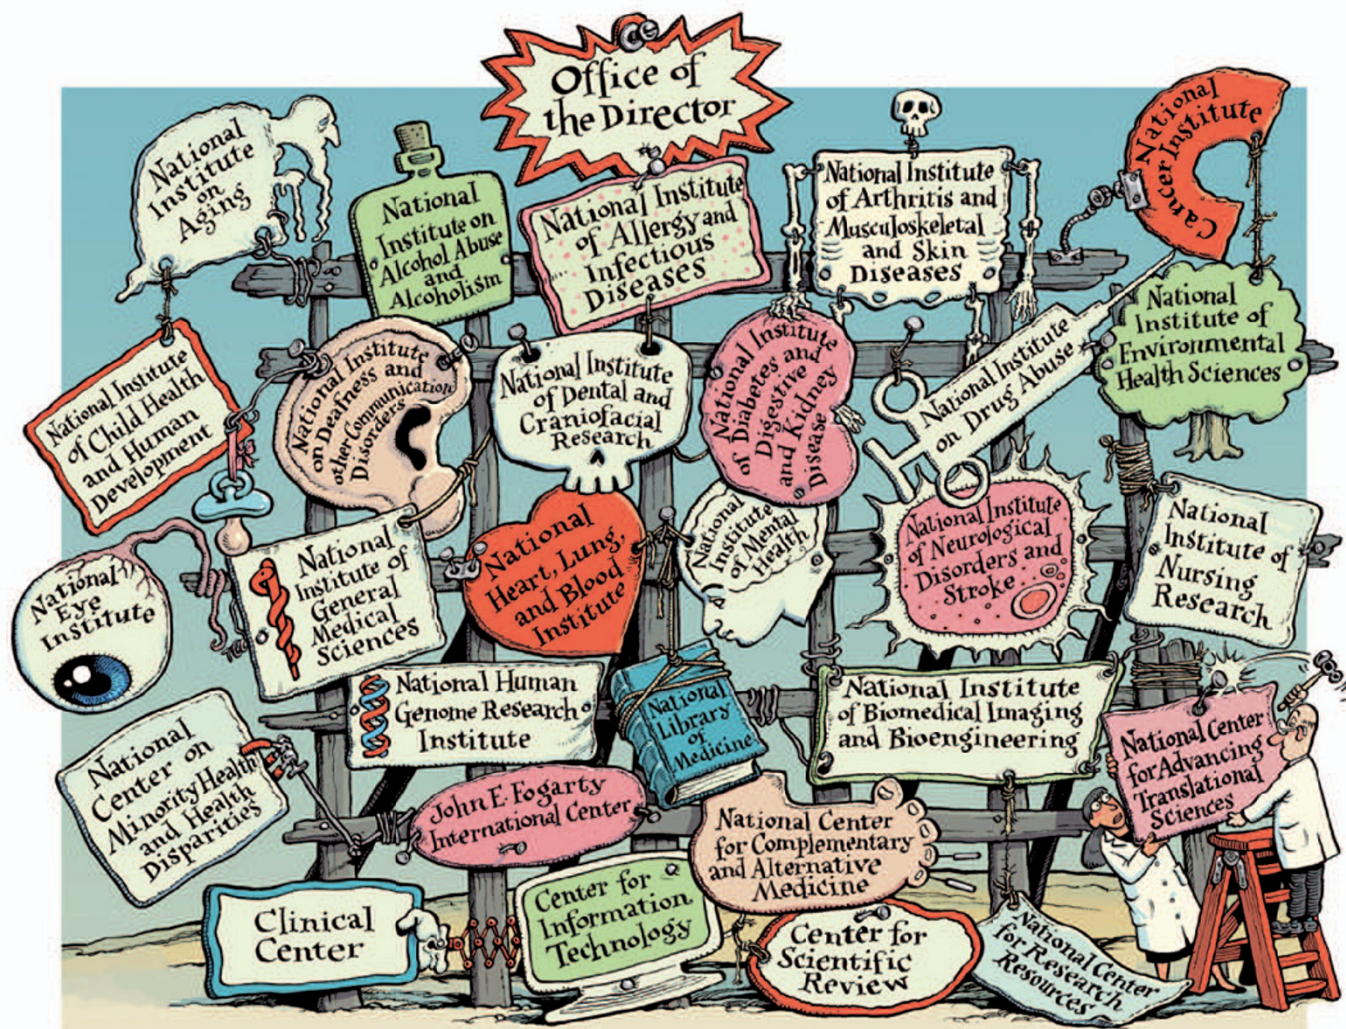 Office of
the Director
National
Institute
on
Aging
National
Institute on
Alcohol Abuse
and
Alcoholism
National Institute
of Allergy and
Infectious
Diseases
National Institute
of Arthritis and
Musculoskeletal
and Skin
Diseases
National
Cancer Institute
National Institute
of Child Health
and Human
Development
National Institute
on Deafness and
other Communication
Disorders
National Institute
of Dental and
Craniofacial
Research
National Institute
of Diabetes and
Digestive
and Kidney
Disease
National Institute
on Drug Abuse
National
Institute of
Environmental
Health Sciences
National
Eye
Institute
National
Institute of
General
Medical
Sciences
National
Heart, Lung,
and Blood
Institute
National
Institute
of Mental
Health
National Institute
of Neurological
Disorders and
Stroke
National
Institute of
Nursing
Research
National Human
Genome Research
Institute
National
Library
of
Medicine
National Institute
of Biomedical Imaging
and Bioengineering
National Center
for Advancing
Translational
Sciences
National
Center on
Minority Health
and Health
Disparities
John E. Fogarty
International Center
National Center
for Complementary
and Alternative
Medicine
Clinical
Center
Center for
Information
Technology
Center for
Scientific
Review
National Center
for Research
Resources